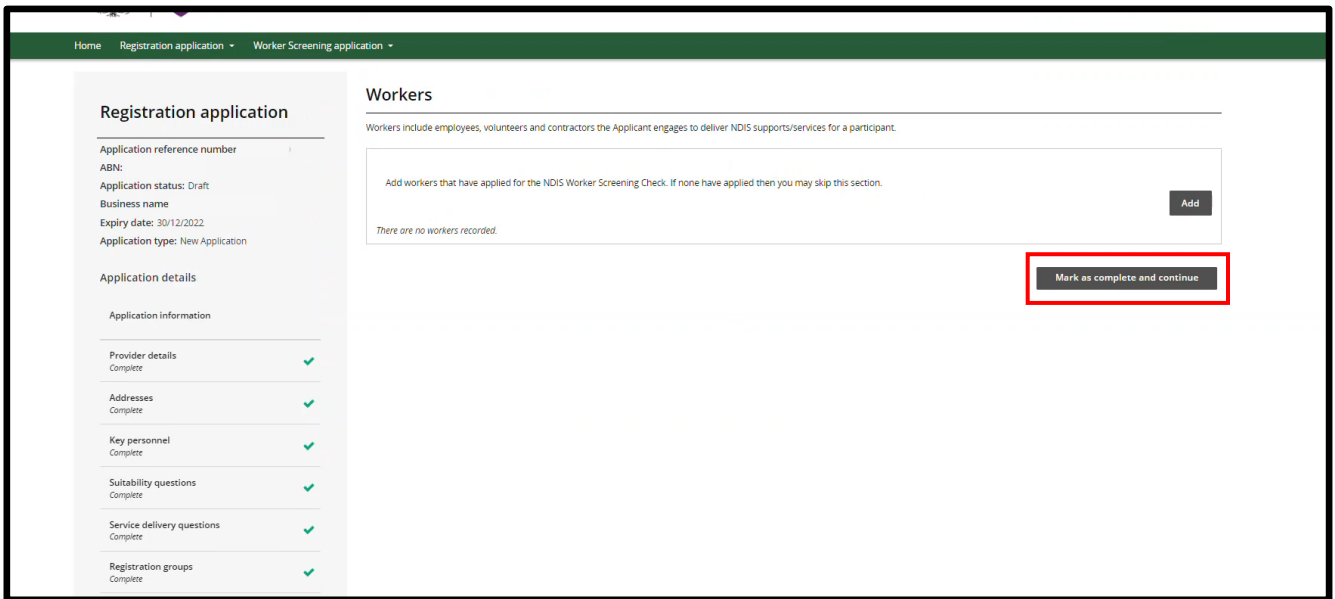 Home Registration application Worker Screening application
Registration application
Application reference number
ABN:
Application status: Draft
Business name
Expiry date: 30/12/2022
Application type: New Application
Application details
Application information
Provider details
Complete
Addresses
Complete
Key personnel
Complete
Suitability questions
Complete
Service delivery questions
Complete
Registration groups
Complete
Workers
Workers include employees, volunteers and contractors the Applicant engages to deliver NDIS supports/services for a participant.
Add workers that have applied for the NDIS Worker Screening Check. If none have applied then you may skip this section.
Add
There are no workers recorded.
Mark as complete and continue